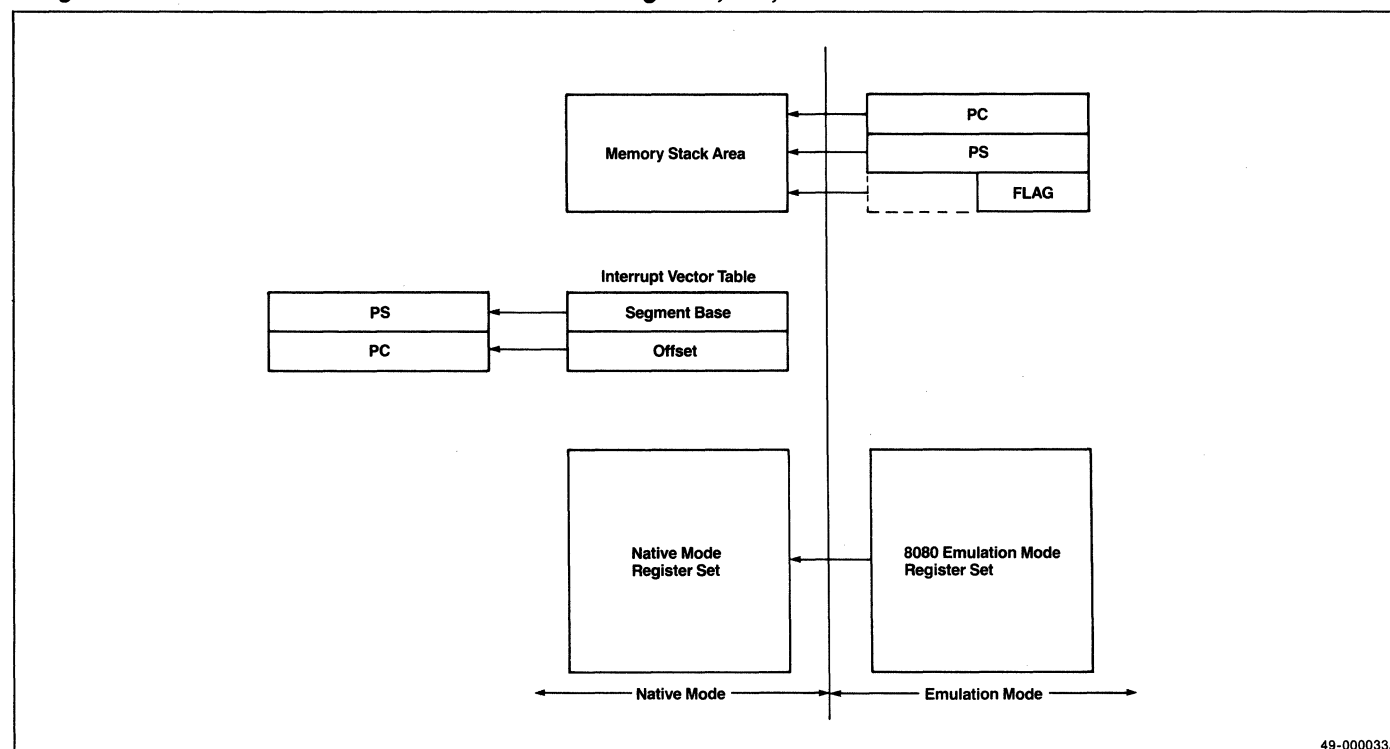 PC
Memory Stack Area
PS
FLAG
Interrupt Vector Table
PS
Segment Base
PC
Offset
Native Mode
Register Set
8080 Emulation Mode
Register Set
Native Mode
Emulation Mode
49-000033